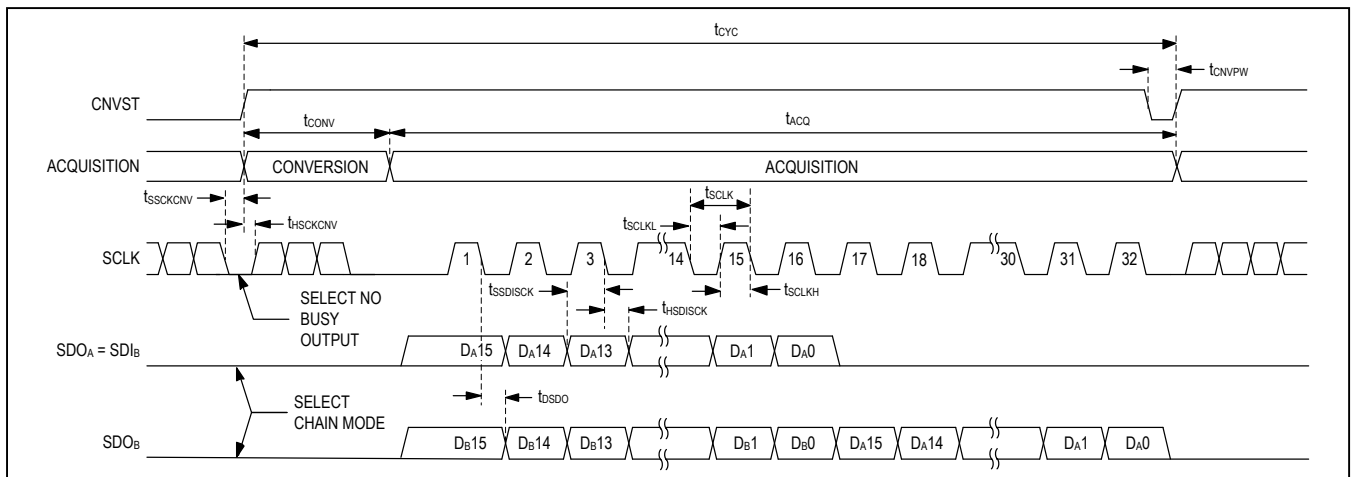 tCYC
tCNVPW
CNVST
tCONV
tACQ
ACQUISITION
CONVERSION
ACQUISITION
tSSCKCNV
tHSCKCNV
tSCLK
tSCLKL
SCLK
1 2 3 14 15 16 17 18 30 31 32
tSSDISCK
tHSDISCK
tSCLKH
SELECT NO
BUSY
OUTPUT
SDOA = SDIB
DA15 DA14 DA13 DA1 DA0
SELECT
CHAIN MODE
tDSDO
SDOB
DB15 DB14 DB13 DB1 DB0 DA15 DA14 DA1 DA0